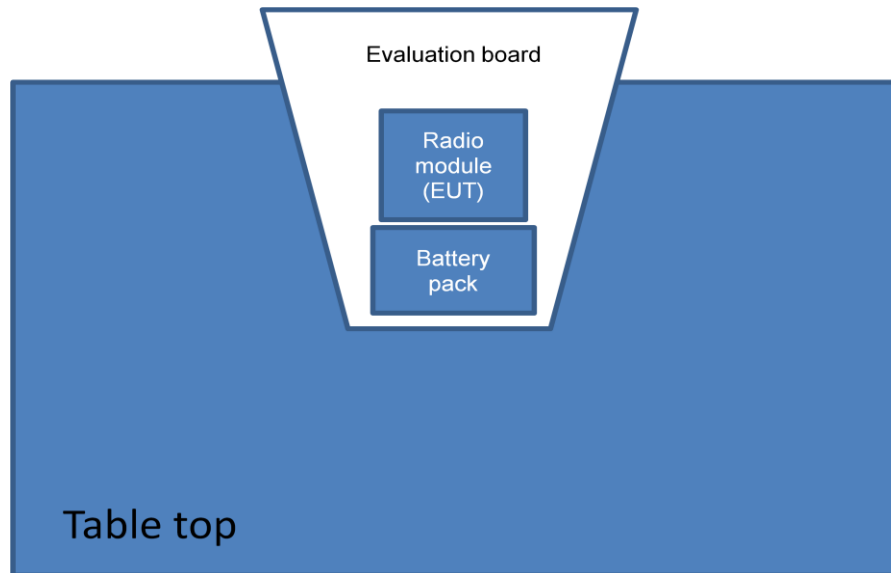 Evaluation board
Radio
module
(EUT)
Battery
pack
Table top